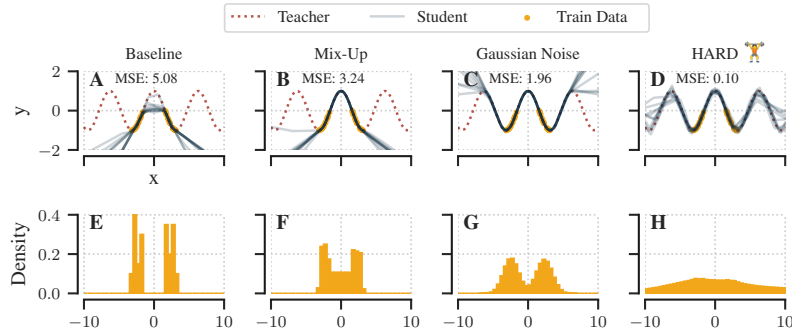 Teacher Student Train Data
Baseline Mix-Up Gaussian Noise HARD
A MSE: 5.08 B MSE: 3.24 C MSE: 1.96 D MSE: 0.10
2
y 0
−2
x
0.4 E F G H
Density 0.2
0.0
−10 0 10 −10 0 10 −10 0 10 −10 0 10